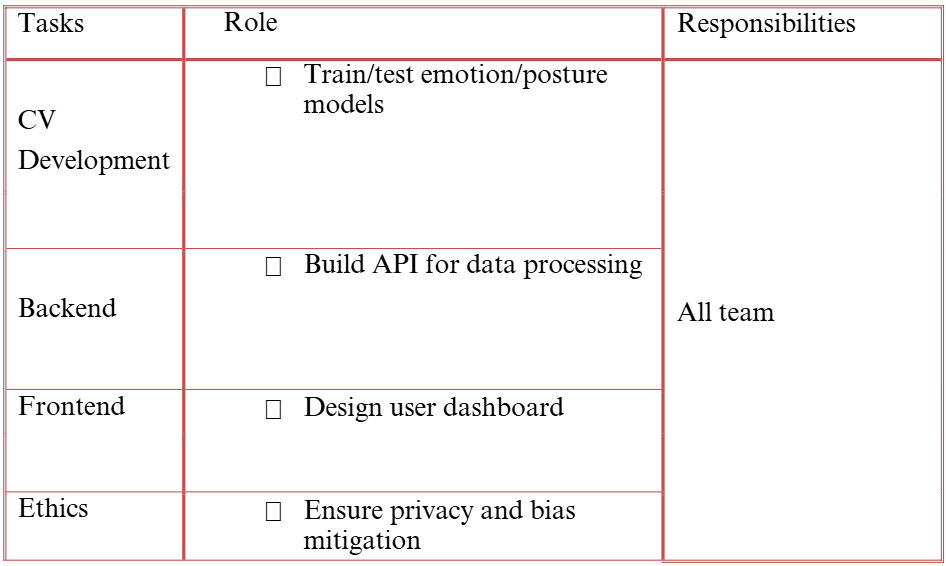 Tasks Role Responsibilities
CV
Development
Train/test emotion/posture
models
Backend
Build API for data processing
All team
Frontend
Design user dashboard
Ethics
Ensure privacy and bias
mitigation